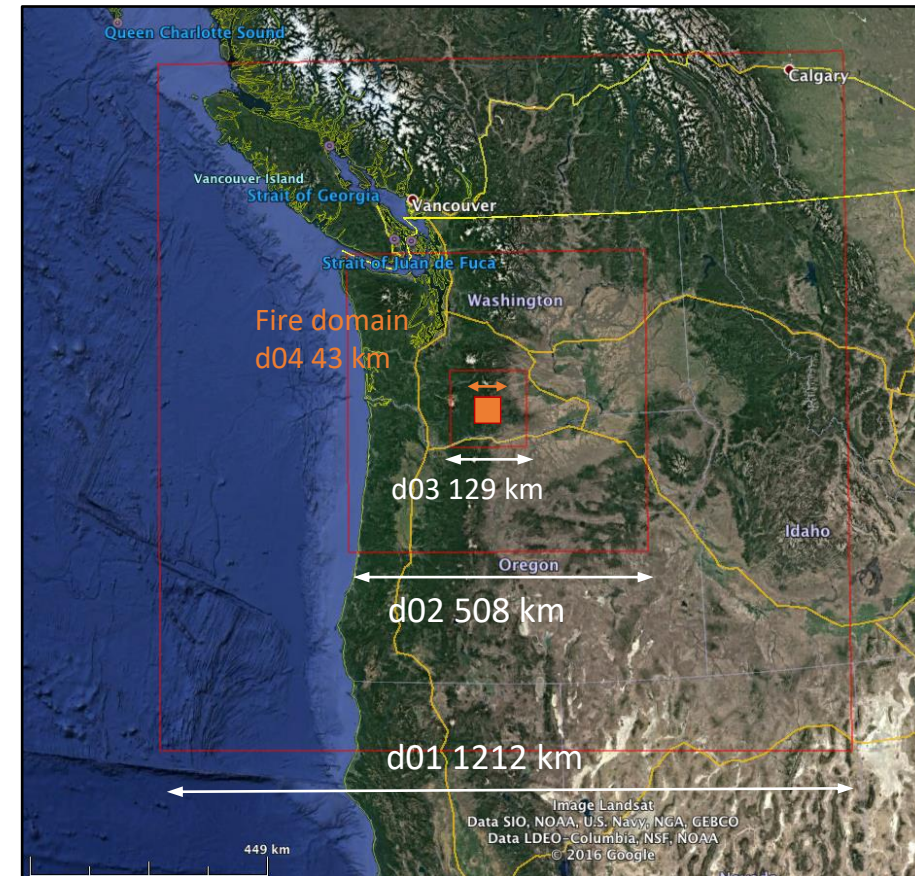 Queen Charlotte Sound
Calgary
Vancouver Island
Strait of Georgia
Vancouver
Strait of Juan de Fuca
Washington
Fire domain
d04 43 km
d03 129 km
Idaho
Oregon
d02 508 km
d01 1212 km
Image Landsat
Data SIO, NOAA, U.S. Navy, NGA, GEBCO
Data LDEO-Columbia, NSF, NOAA
© 2016 Google
449 km